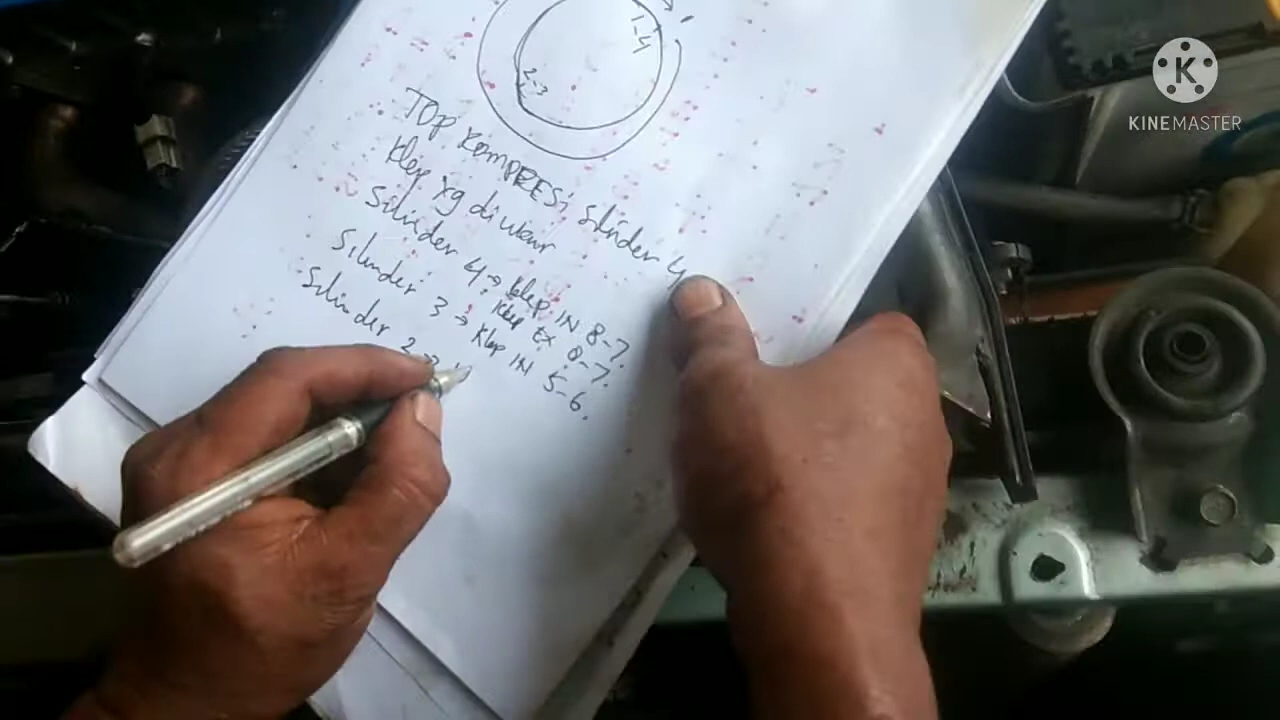 1-4
2-3
TOP KOMPRESi Silinder 4
Klep yg di ukur
Silinder 4 → klep IN 8-7.
klep EX 8-7.
Silinder 3 → klep IN 5-6.
Silinder 2 →
K
KINEMASTER